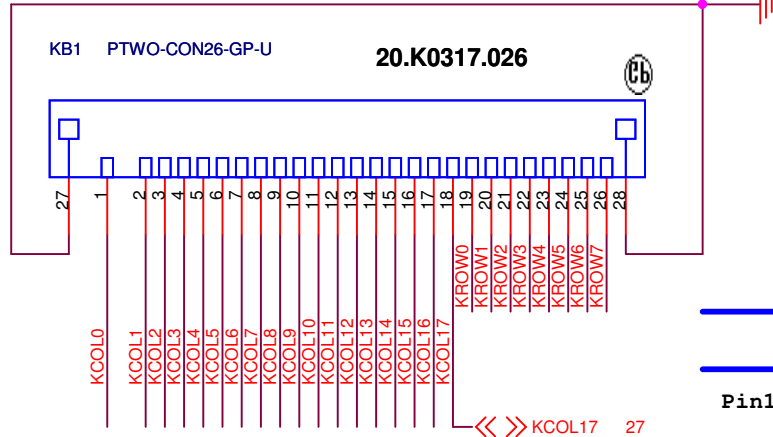 KB1 PTWO-CON26-GP-U
20.K0317.026
27 1 2 3 4 5 6 7 8 9 10 11 12 13 14 15 16 17 18 19 20 21 22 23 24 25 26 28
KROW0 KROW1 KROW2 KROW3 KROW4 KROW5 KROW6 KROW7
KCOL0 KCOL1 KCOL2 KCOL3 KCOL4 KCOL5 KCOL6 KCOL7 KCOL8 KCOL9 KCOL10 KCOL11 KCOL12 KCOL13 KCOL14 KCOL15 KCOL16 KCOL17
KCOL17 27
Pin1